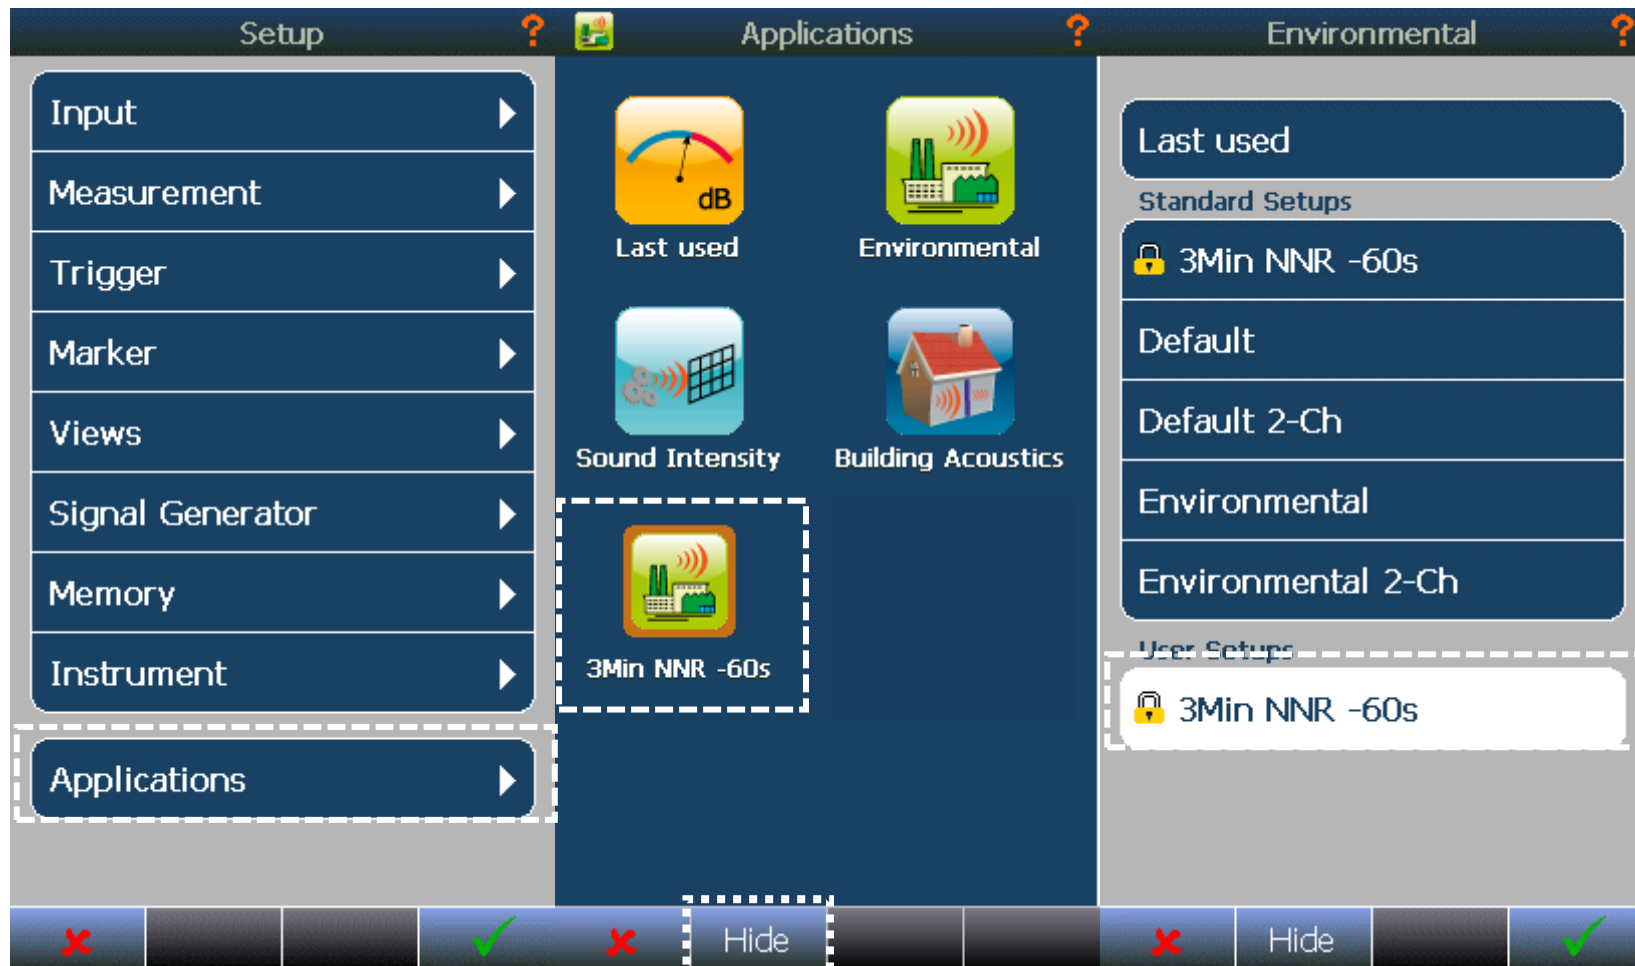 Setup ?
Input
Measurement
Trigger
Marker
Views
Signal Generator
Memory
Instrument
Applications
Applications ?
dB
Last used
Environmental
Sound Intensity
Building Acoustics
3Min NNR -60s
Hide
Environmental ?
Last used
Standard Setups
3Min NNR -60s
Default
Default 2-Ch
Environmental
Environmental 2-Ch
User Setups
3Min NNR -60s
Hide